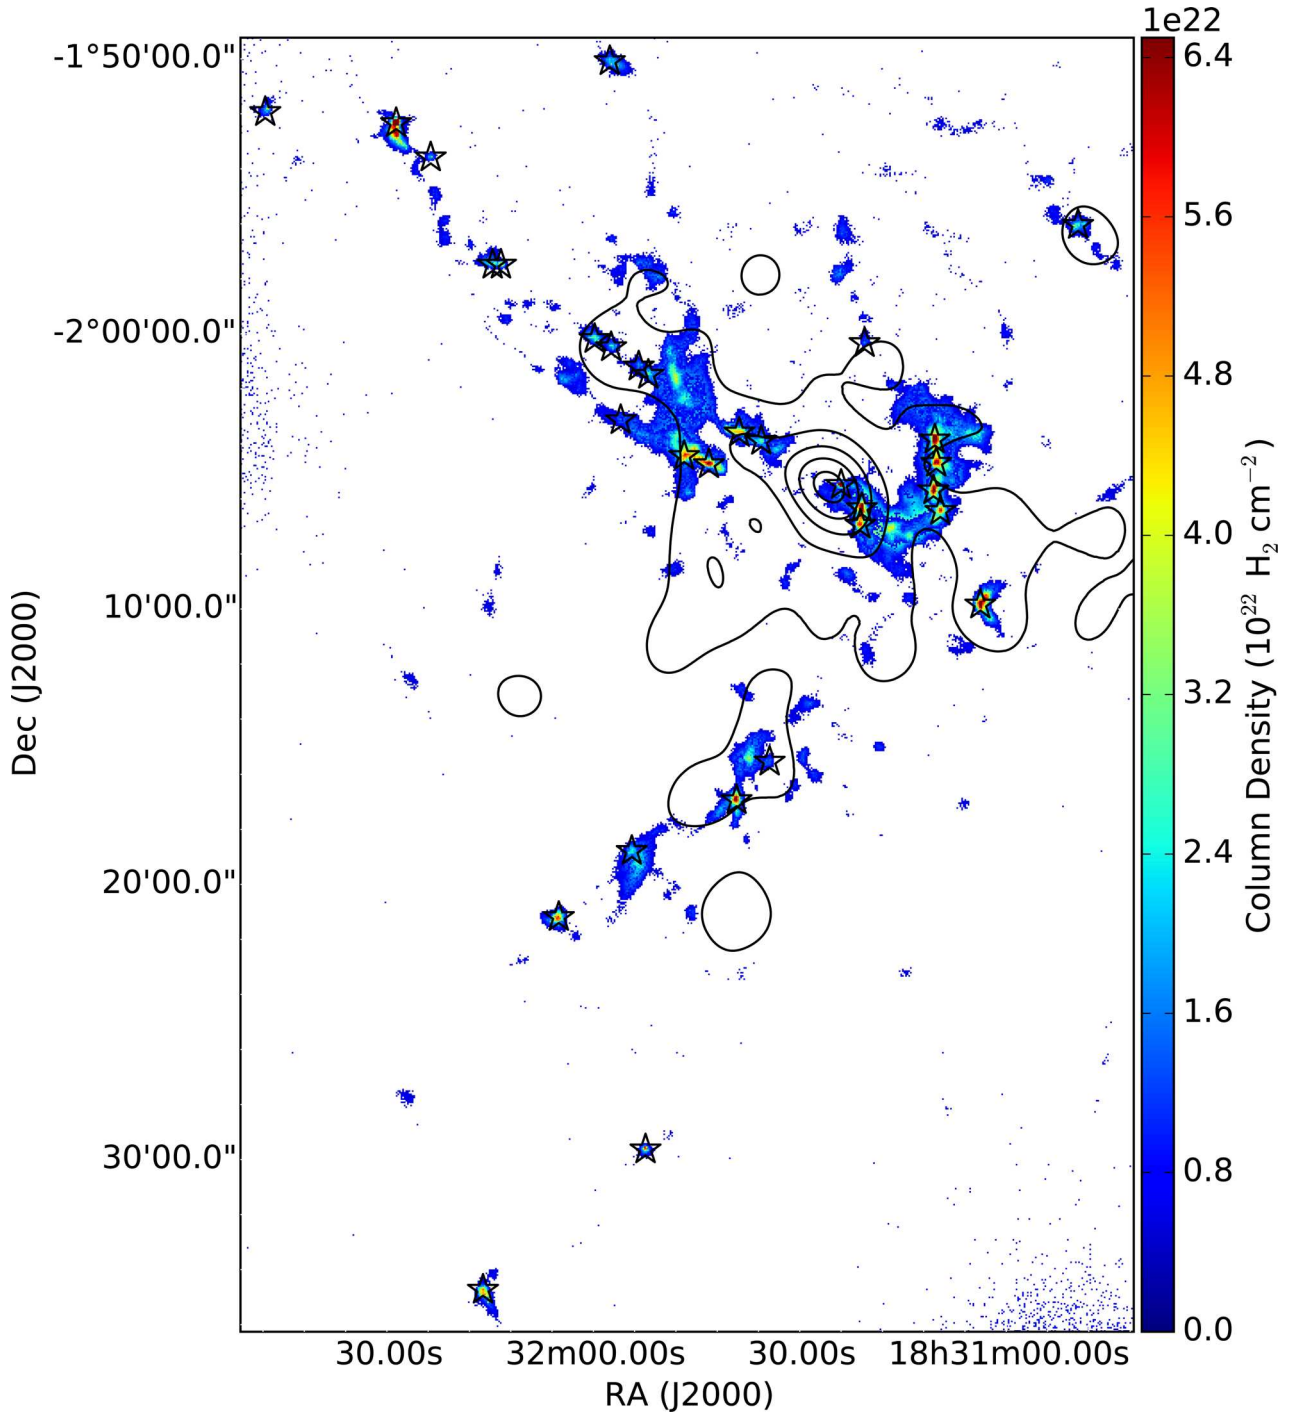 1e22
-1°50'00.0"
-2°00'00.0"
10'00.0"
20'00.0"
30'00.0"
Dec (J2000)
30.00s
32m00.00s
30.00s
18h31m00.00s
RA (J2000)
6.4
5.6
4.8
4.0
3.2
2.4
1.6
0.8
0.0
Column Density (10²² H₂ cm⁻²)